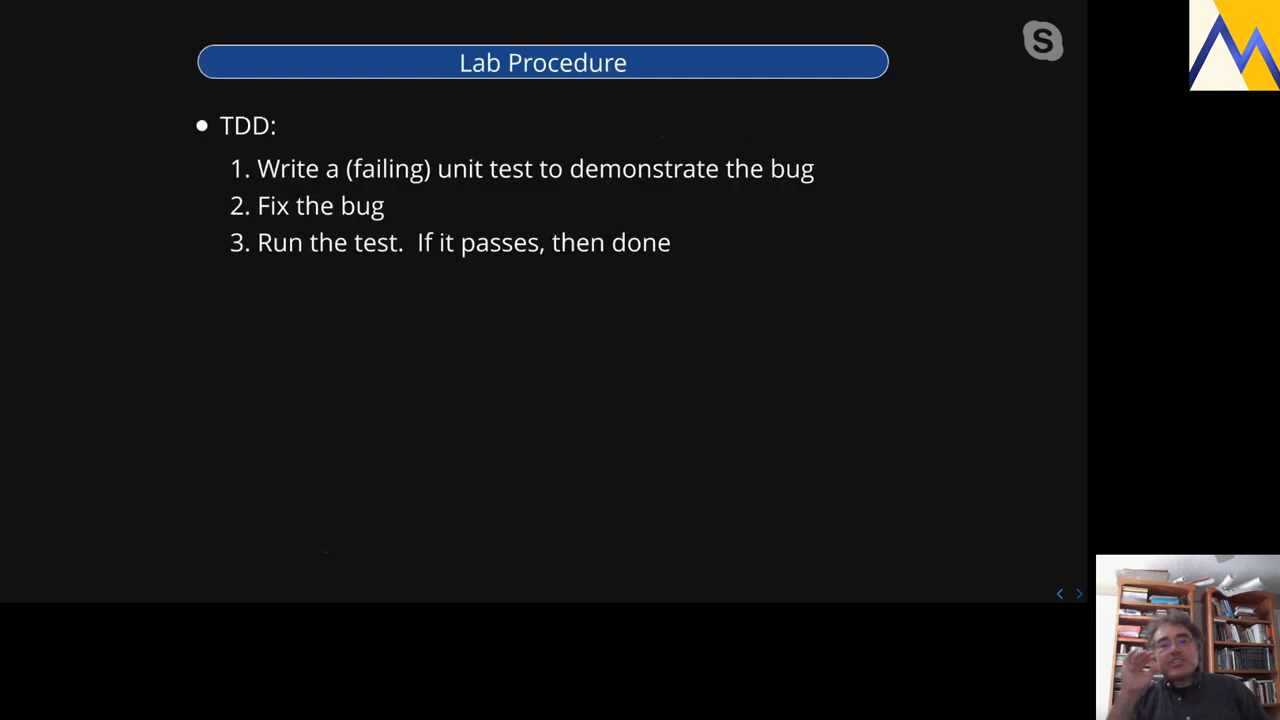 Lab Procedure
S
TDD:
1. Write a (failing) unit test to demonstrate the bug
2. Fix the bug
3. Run the test. If it passes, then done